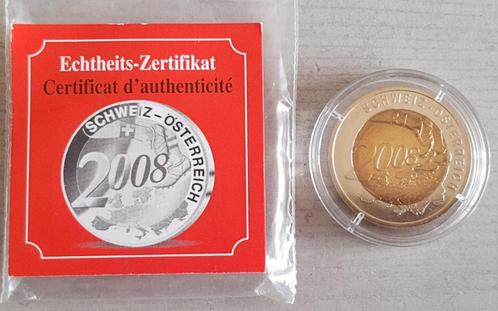 Echtheits-Zertifikat
Certificat d'authenticité
SCHWEIZ-ÖSTERREICH
2008
SCHWEIZ-ÖSTERREICH
2008